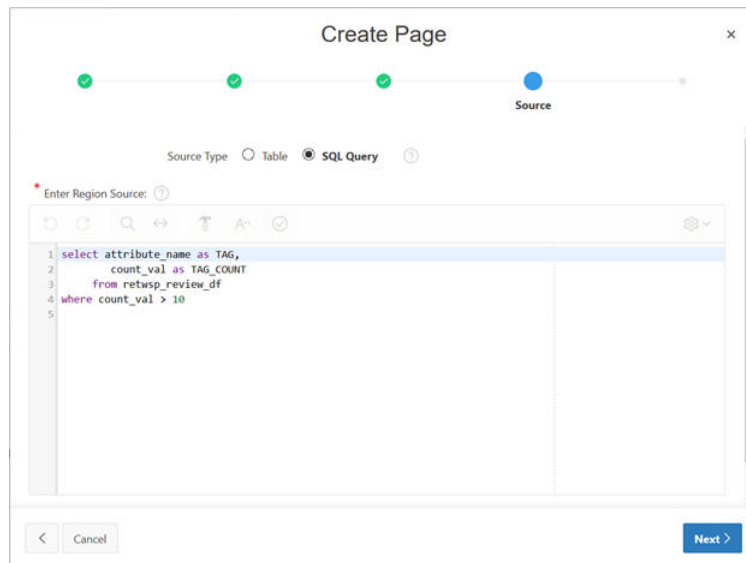 Create Page
Source
Source Type Table SQL Query
* Enter Region Source:
1 select attribute_name as TAG,
2 count_val as TAG_COUNT
3 from retwsp_review_df
4 where count_val > 10
5
Cancel Next